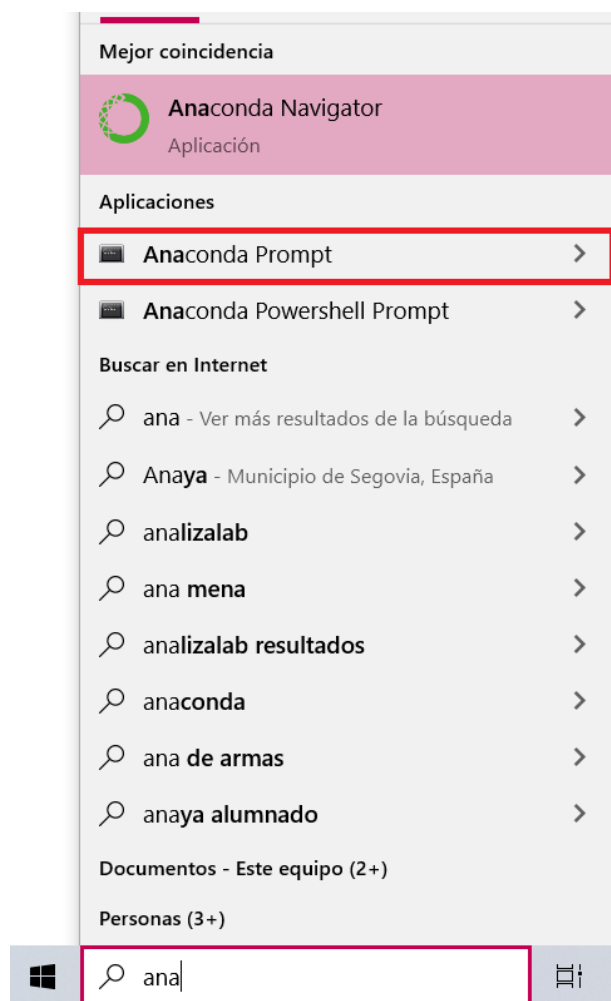 Mejor coincidencia
Anaconda Navigator
Aplicación
Aplicaciones
Anaconda Prompt
Anaconda Powershell Prompt
Buscar en Internet
ana - Ver más resultados de la búsqueda
Anaya - Municipio de Segovia, España
analizalab
ana mena
analizalab resultados
anaconda
ana de armas
anaya alumnado
Documentos - Este equipo (2+)
Personas (3+)
ana